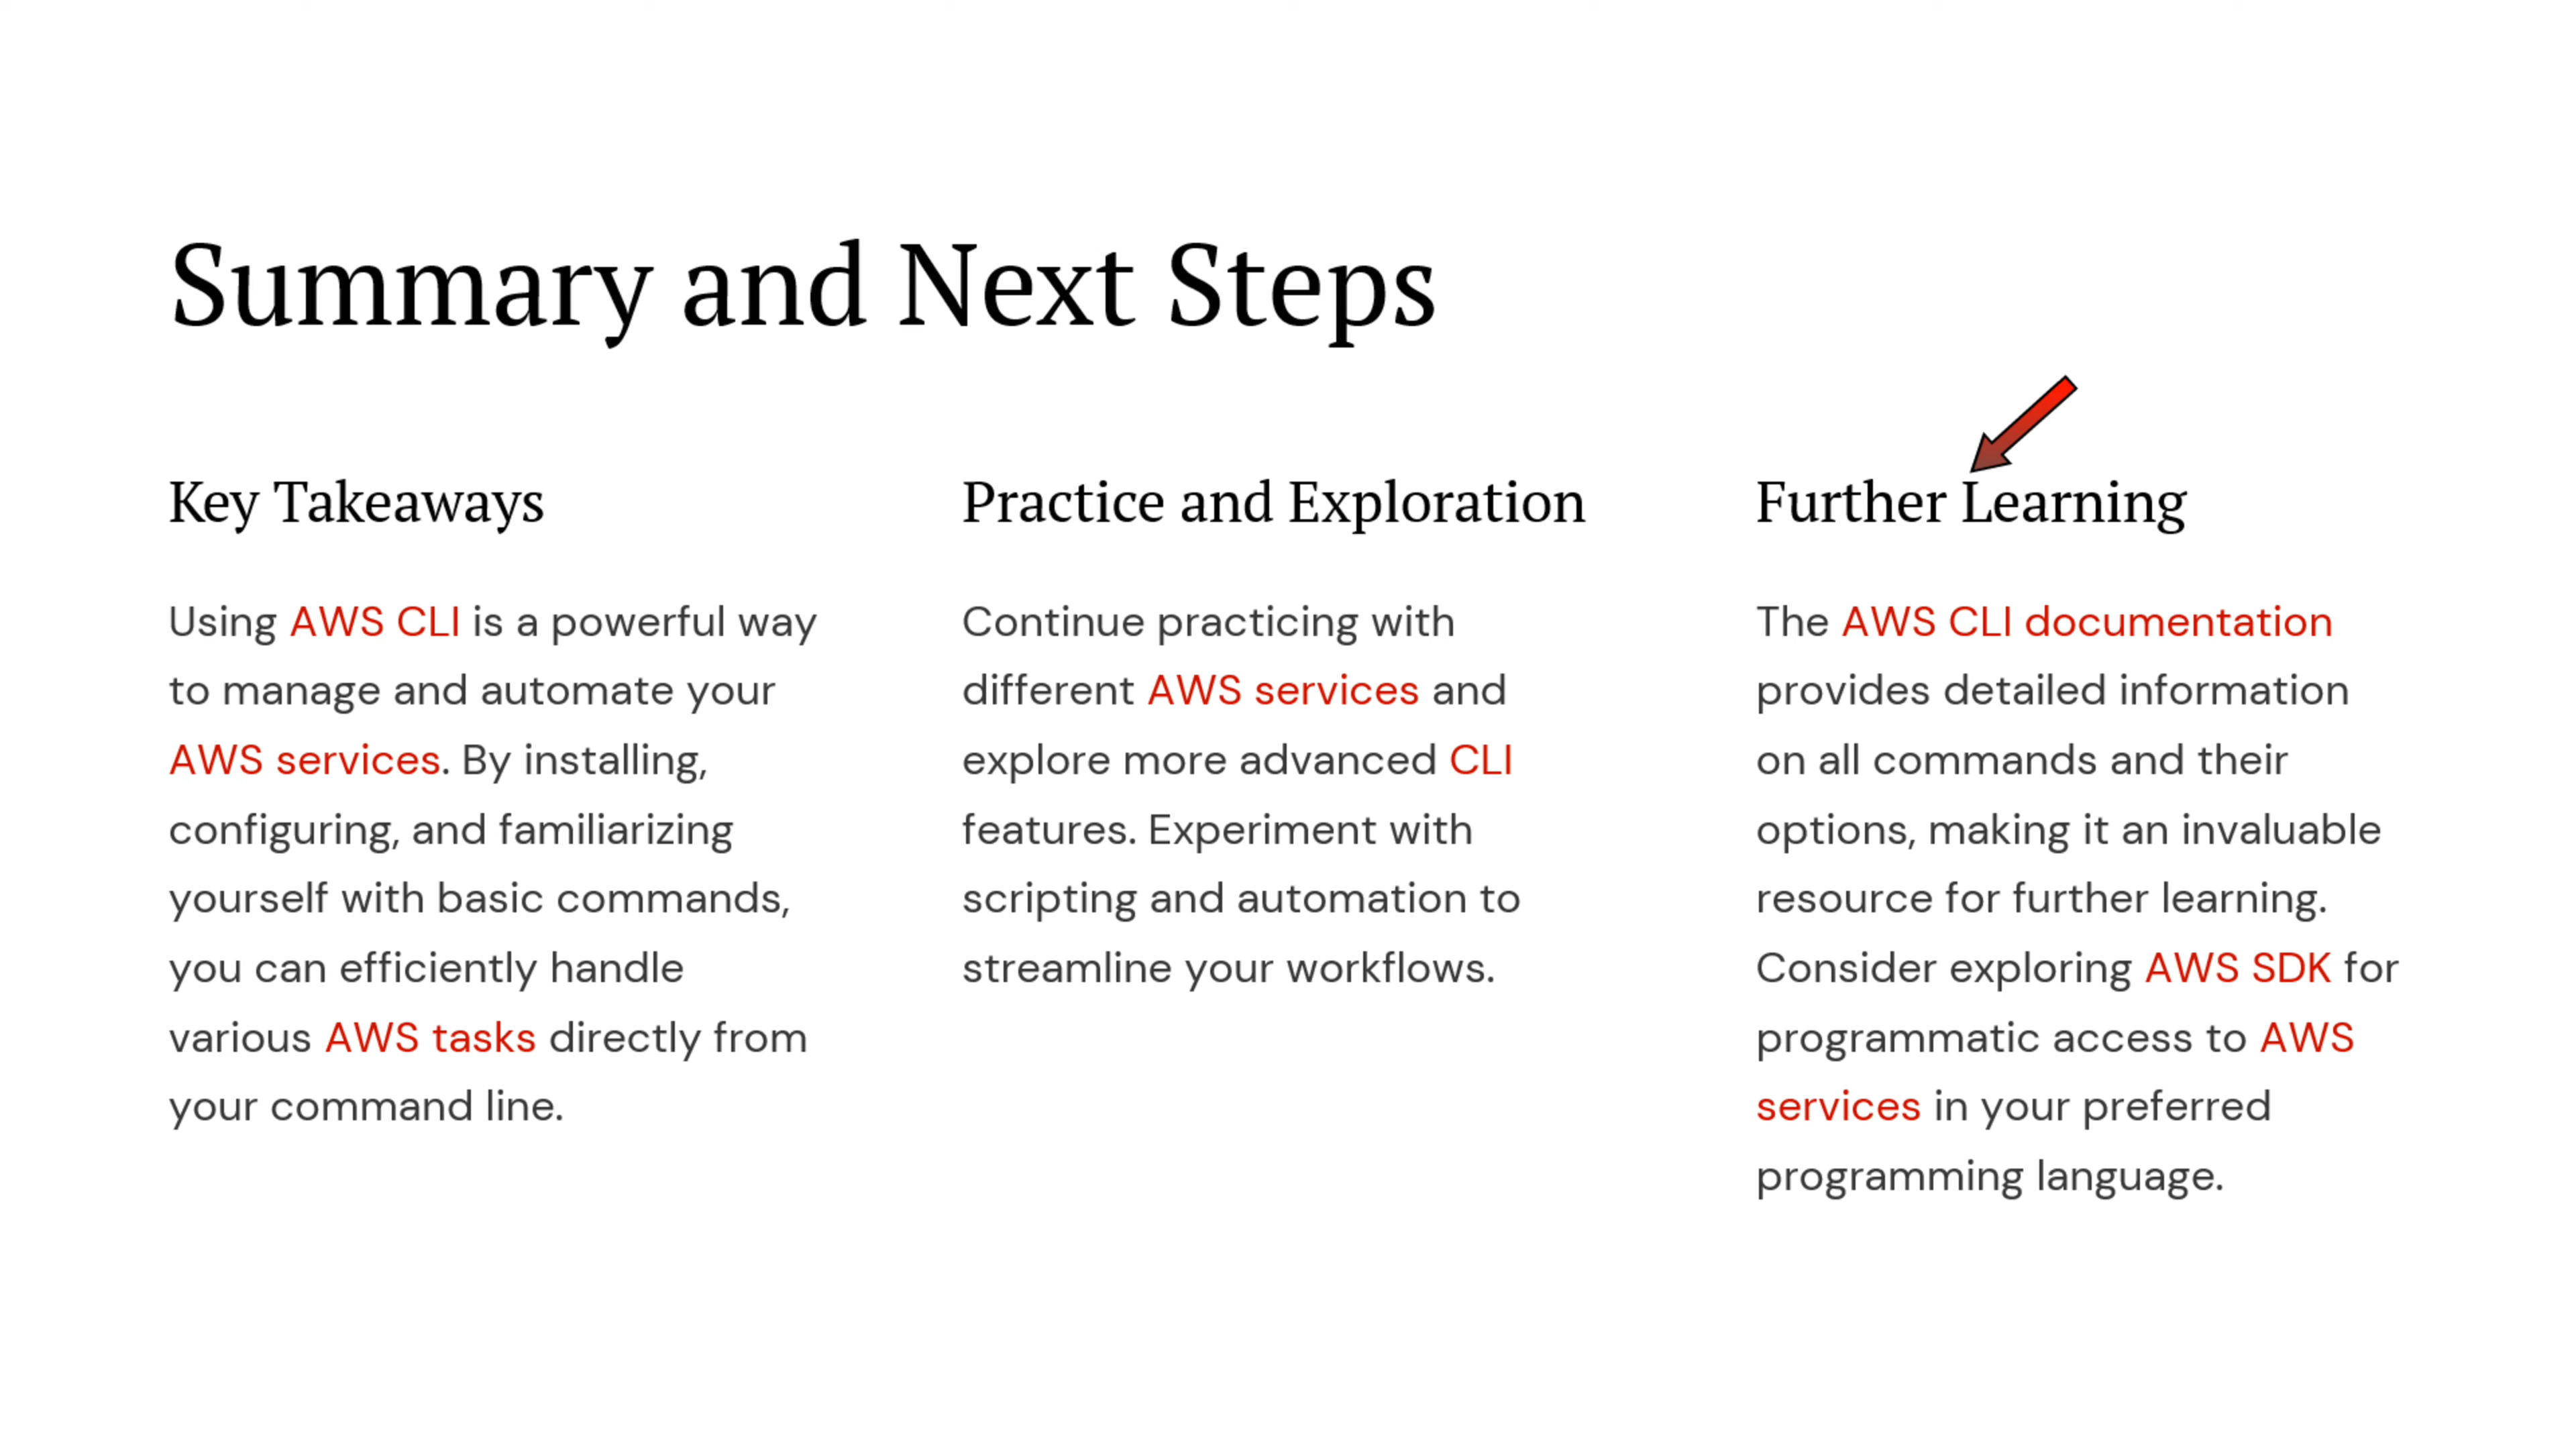 Summary and Next Steps
Key Takeaways
Using AWS CLI is a powerful way
to manage and automate your
AWS services. By installing,
configuring, and familiarizing
yourself with basic commands,
you can efficiently handle
various AWS tasks directly from
your command line.
Practice and Exploration
Continue practicing with
different AWS services and
explore more advanced CLI
features. Experiment with
scripting and automation to
streamline your workflows.
Further Learning
The AWS CLI documentation
provides detailed information
on all commands and their
options, making it an invaluable
resource for further learning.
Consider exploring AWS SDK for
programmatic access to AWS
services in your preferred
programming language.